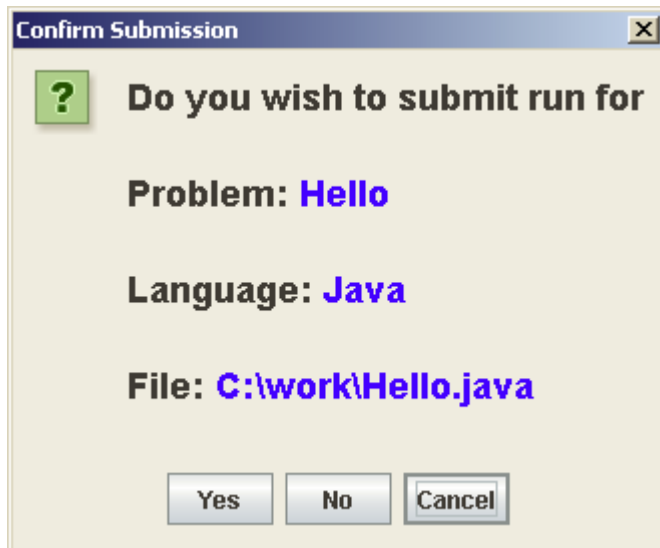 Confirm Submission
?
Do you wish to submit run for
Problem: Hello
Language: Java
File: C:\work\Hello.java
Yes No Cancel